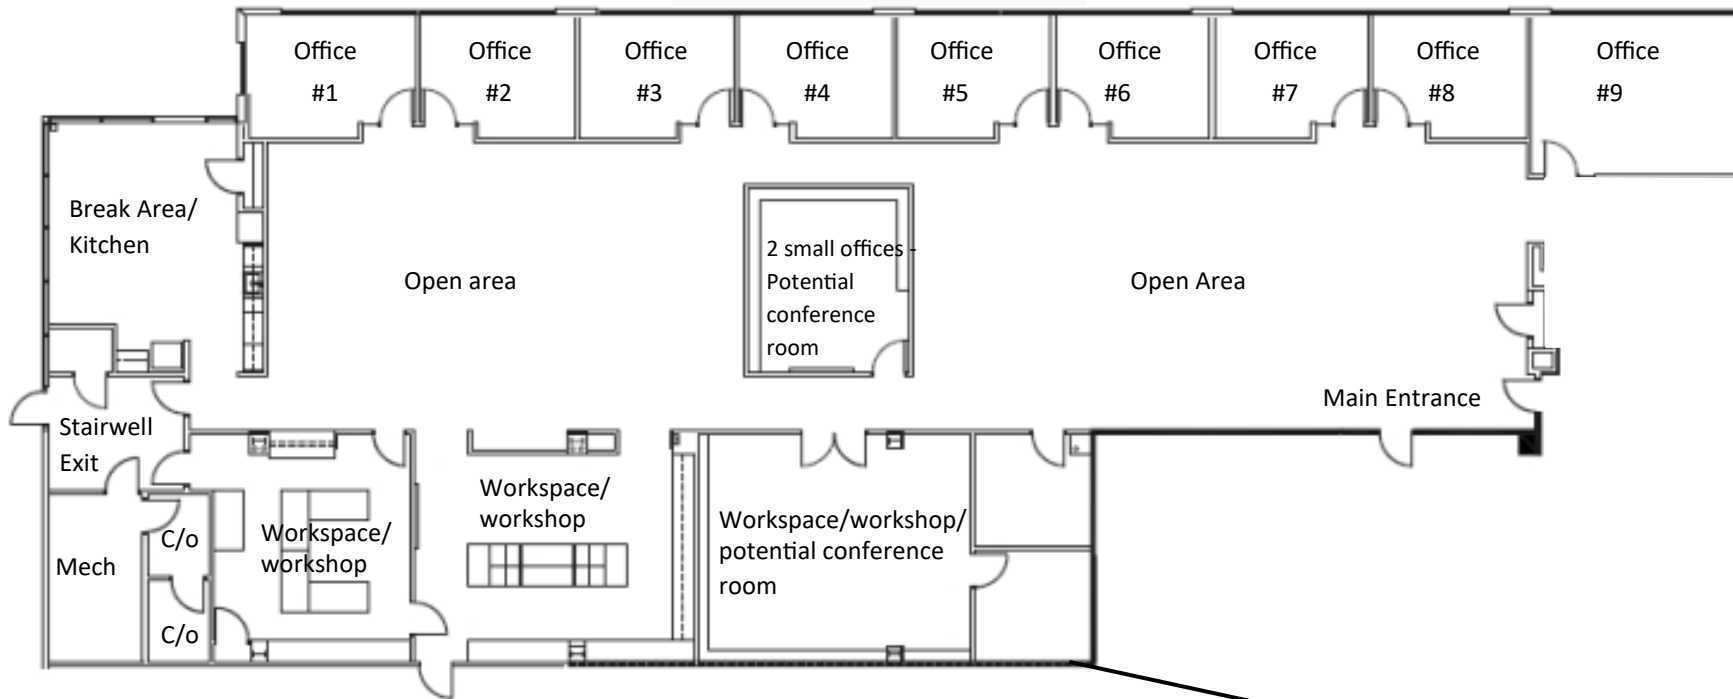 Office
#1
Office
#2
Office
#3
Office
#4
Office
#5
Office
#6
Office
#7
Office
#8
Office
#9
Break Area/
Kitchen
Open area
2 small offices -
Potential
conference
room
Open Area
Main Entrance
Stairwell
Exit
Mech
C/o
C/o
Workspace/
workshop
Workspace/
workshop
Workspace/workshop/
potential conference
room